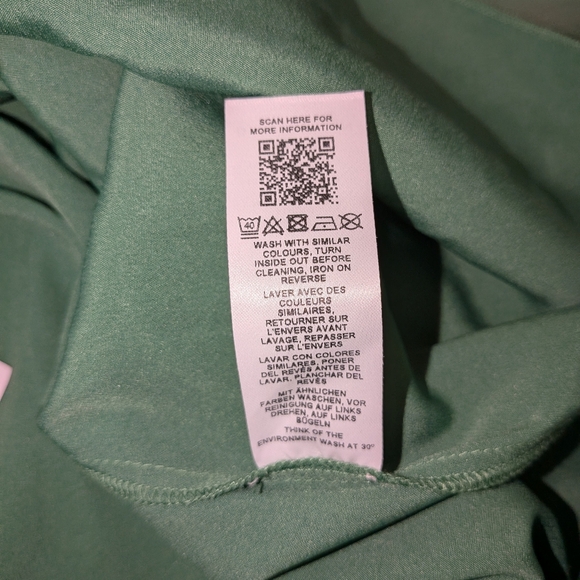 SCAN HERE FOR
MORE INFORMATION
40
WASH WITH SIMILAR
COLOURS, TURN
INSIDE OUT BEFORE
CLEANING, IRON ON
REVERSE
LAVER AVEC DES
COULEURS
SIMILAIRES,
RETOURNER SUR
L'ENVERS AVANT
LAVAGE, REPASSER
SUR L'ENVERS
LAVAR CON COLORES
SIMILARES, PONER
DEL REVÉS ANTES DE
LAVAR. PLANCHAR DEL
REVÉS
MIT ÄHNLICHEN
FARBEN WASCHEN, VOR
REINIGUNG AUF LINKS
DREHEN, AUF LINKS
BÜGELN
THINK OF THE
ENVIRONMENT WASH AT 30°